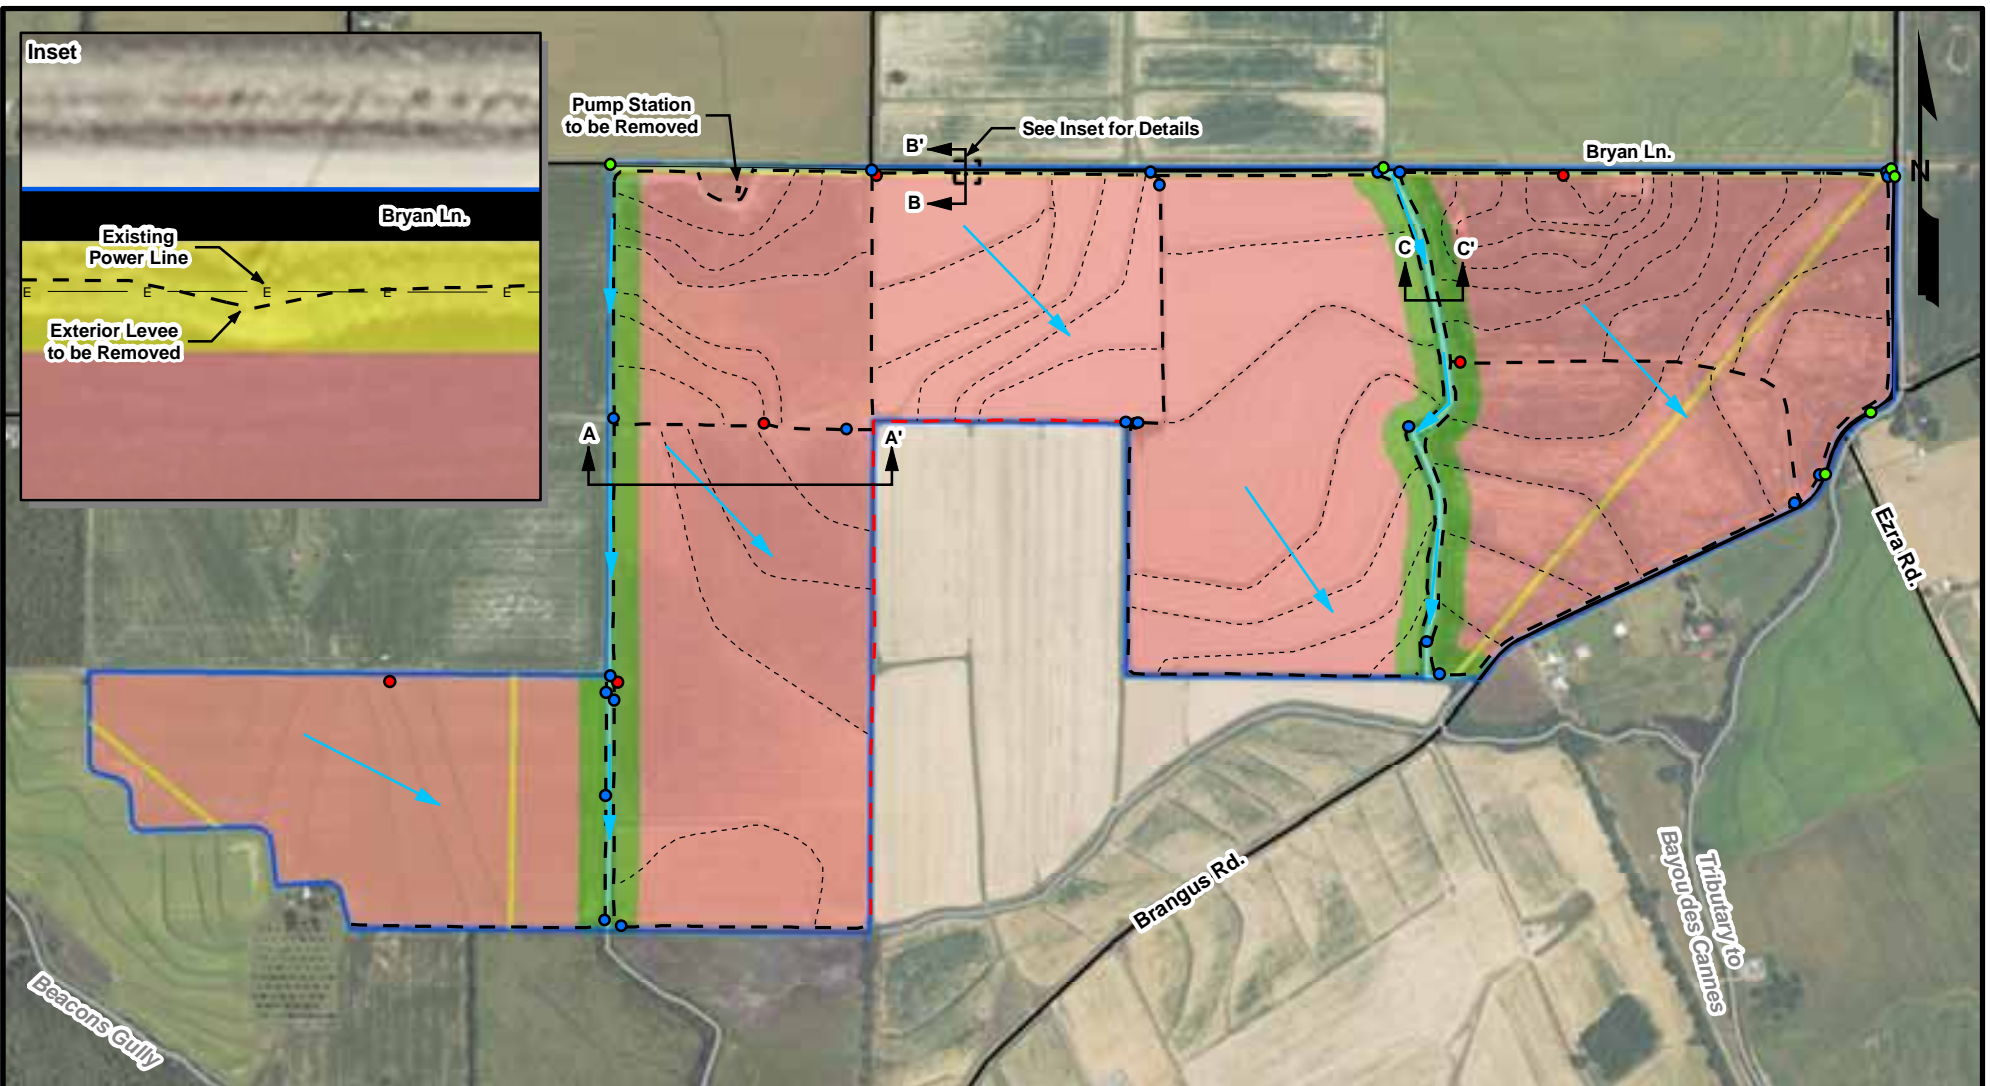 Inset
Bryan Ln.
Existing
Power Line
E
E
E
E
E
Exterior Levee
to be Removed
Pump Station
to be Removed
See Inset for Details
B'
B
Bryan Ln.
N
C
C'
A
A'
Ezra Rd.
Brangus Rd.
Tributary to
Bayou des Cannes
Beacons Gully